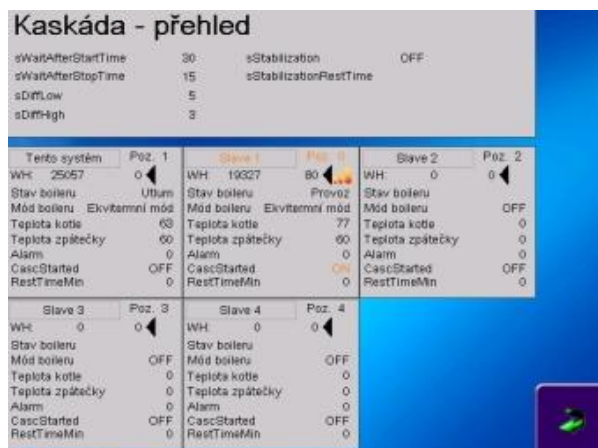 Kaskáda - přehled
sWaitAfterStartTime 30 sStabilization OFF
sWaitAfterStopTime 15 sStabilizationRestTime
sDiffLow 5
sDiffHigh 3
Tento systém Poz. 1 Slave 1 Poz. 0 Slave 2 Poz. 2
WH: 25057 0 WH: 19327 80 WH: 0 0
Stav boileru Utlum Stav boileru Provoz Stav boileru
Mód boileru Ekvitermní mód Mód boileru Ekvitermní mód Mód boileru OFF
Teplota kotle 63 Teplota kotle 77 Teplota kotle 0
Teplota zpátečky 60 Teplota zpátečky 60 Teplota zpátečky 0
Alarm 0 Alarm 0 Alarm 0
CascStarted OFF CascStarted ON CascStarted OFF
RestTimeMin 0 RestTimeMin 0 RestTimeMin 0
Slave 3 Poz. 3 Slave 4 Poz. 4
WH: 0 0 WH: 0 0
Stav boileru Stav boileru
Mód boileru OFF Mód boileru OFF
Teplota kotle 0 Teplota kotle 0
Teplota zpátečky 0 Teplota zpátečky 0
Alarm 0 Alarm 0
CascStarted OFF CascStarted OFF
RestTimeMin 0 RestTimeMin 0